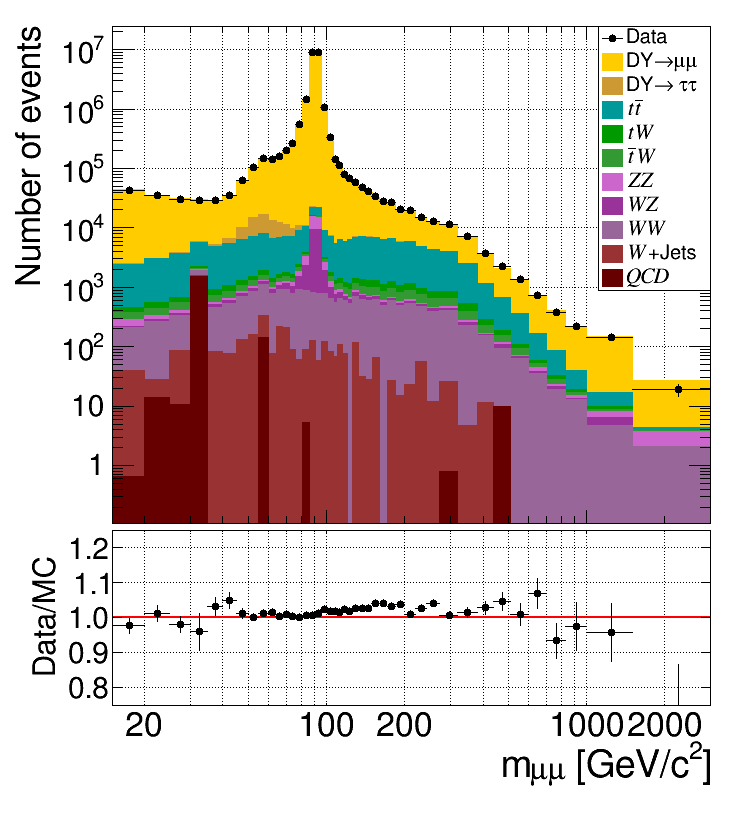 Number of events
10⁷
10⁶
10⁵
10⁴
10³
10²
10
1
Data
DY→μμ
DY→ ττ
tt̅
tW
t̅W
ZZ
WZ
WW
W+Jets
QCD
Data/MC
1.2
1.1
1.0
0.9
0.8
20 100 200 1000 2000
mμμ [GeV/c²]